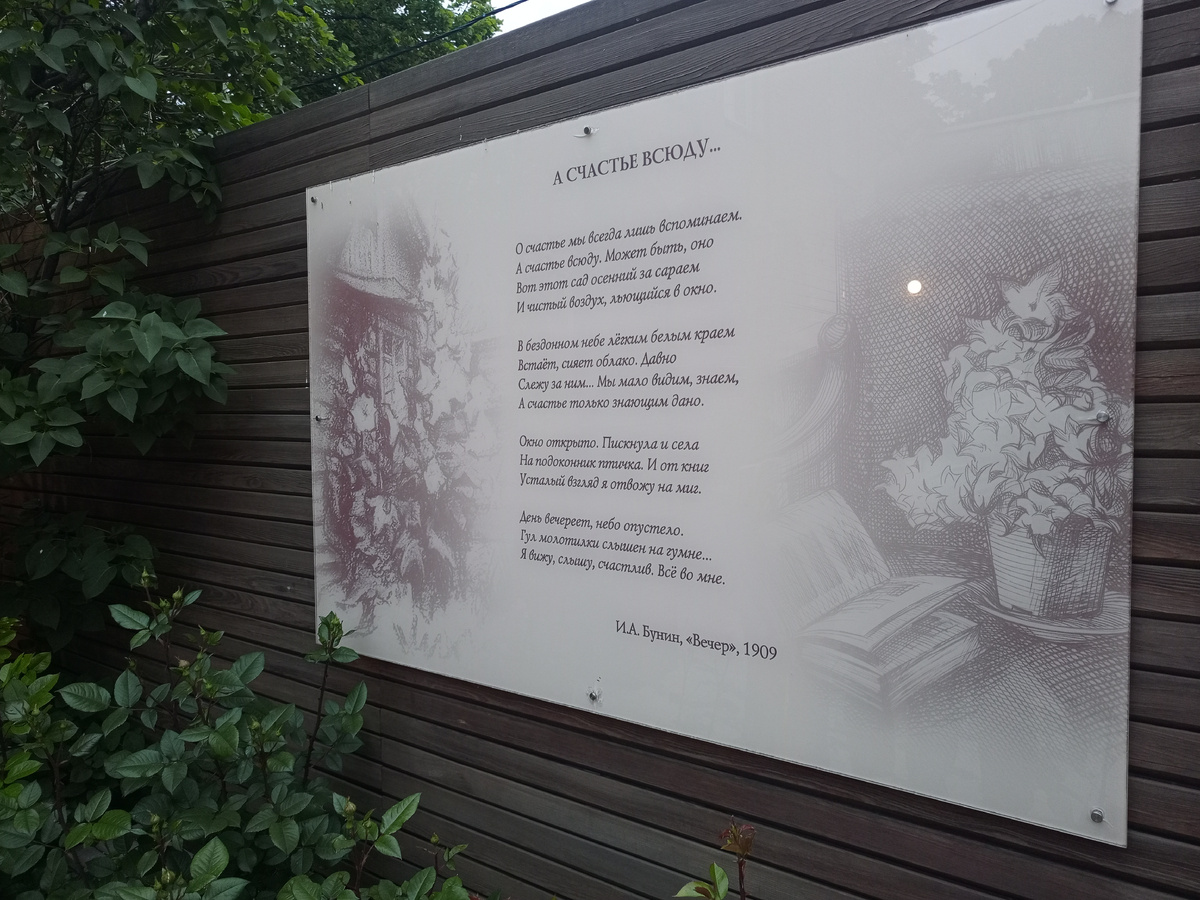 А СЧАСТЬЕ ВСЮДУ...
О счастье мы всегда лишь вспоминаем.
А счастье всюду. Может быть, оно
Вот этот сад осенний за сараем
И чистый воздух, льющийся в окно.
В бездонном небе лёгким белым краем
Встаёт, сияет облако. Давно
Слежу за ним... Мы мало видим, знаем,
А счастье только знающим дано.
Окно открыто. Пискнула и села
На подоконник птичка. И от книг
Усталый взгляд я отвожу на миг.
День вечереет, небо опустело.
Гул молотилки слышен на гумне...
Я вижу, слышу, счастлив. Всё во мне.
И.А. Бунин, «Вечер», 1909